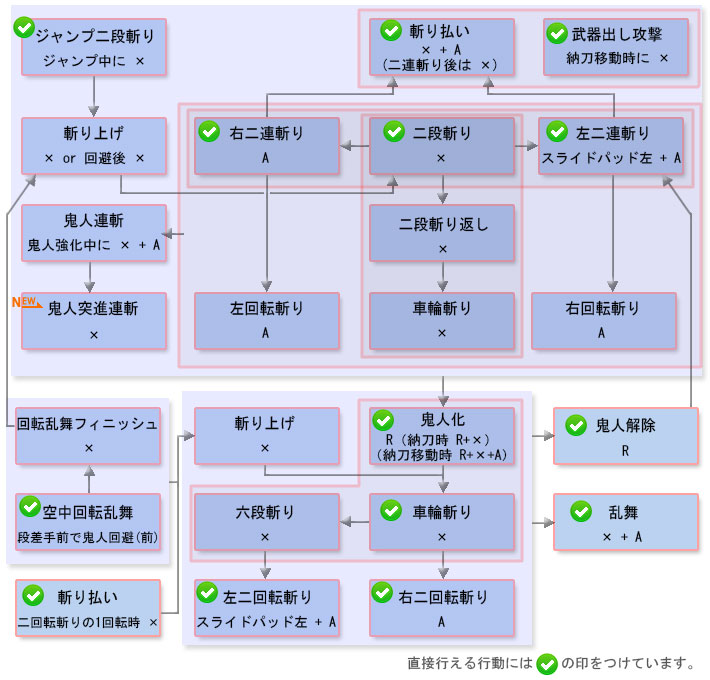 ジャンプ二段斬り
ジャンプ中に ×
斬り払い
× + A
(二連斬り後は ×)
武器出し攻撃
納刀移動時に ×
斬り上げ
× or 回避後 ×
右二連斬り
A
二段斬り
×
左二連斬り
スライドパッド左 + A
鬼人連斬
鬼人強化中に × + A
二段斬り返し
×
NEW
鬼人突進連斬
×
左回転斬り
A
車輪斬り
×
右回転斬り
A
回転乱舞フィニッシュ
×
斬り上げ
×
鬼人化
R (納刀時 R+×)
(納刀移動時 R+×+A)
鬼人解除
R
空中回転乱舞
段差手前で鬼人回避(前)
六段斬り
×
車輪斬り
×
乱舞
× + A
斬り払い
二回転斬りの1回転時 ×
左二回転斬り
スライドパッド左 + A
右二回転斬り
A
直接行える行動には の印をつけています。